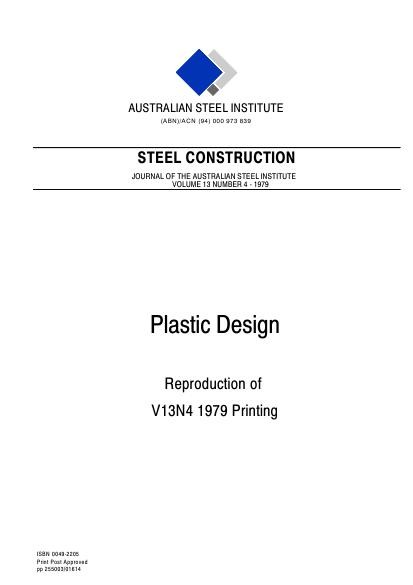 AUSTRALIAN STEEL INSTITUTE
(ABN)/ACN (94) 000 973 839
STEEL CONSTRUCTION
JOURNAL OF THE AUSTRALIAN STEEL INSTITUTE
VOLUME 13 NUMBER 4 - 1979
Plastic Design
Reproduction of
V13N4 1979 Printing
ISBN 0049-2205
Print Post Approved
pp 255003/01614